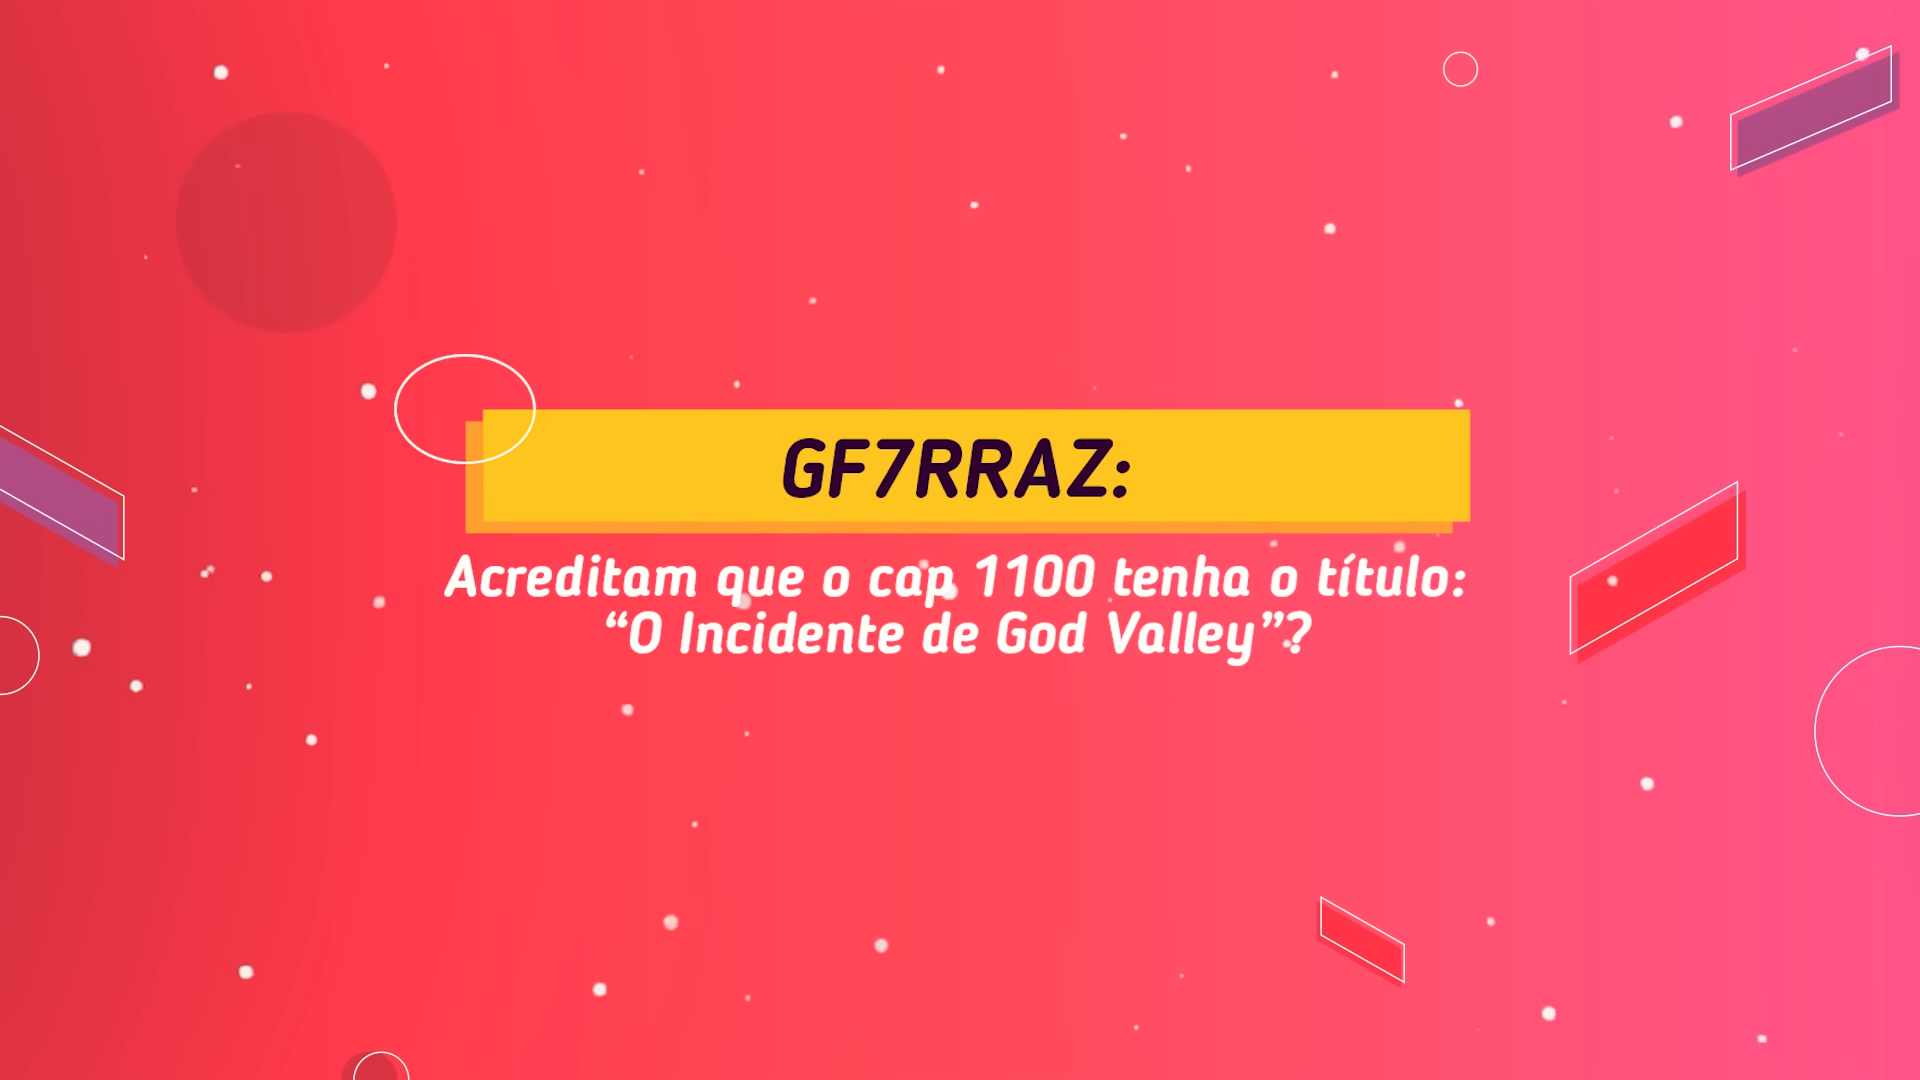 GF7RRAZ:
Acreditam que o cap 1100 tenha o título:
“O Incidente de God Valley”?